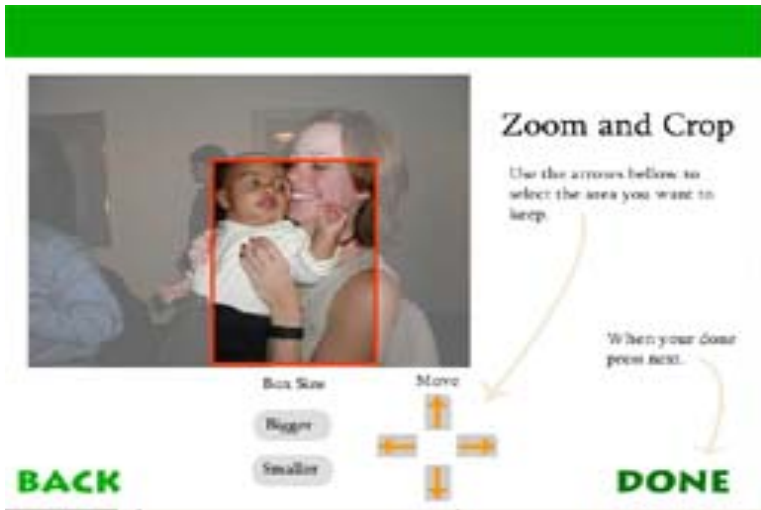 Zoom and Crop
Use the arrows bellow to
select the area you want to
keep.
When your done
press next.
Box Size
Move
Bigger
Smaller
BACK
DONE